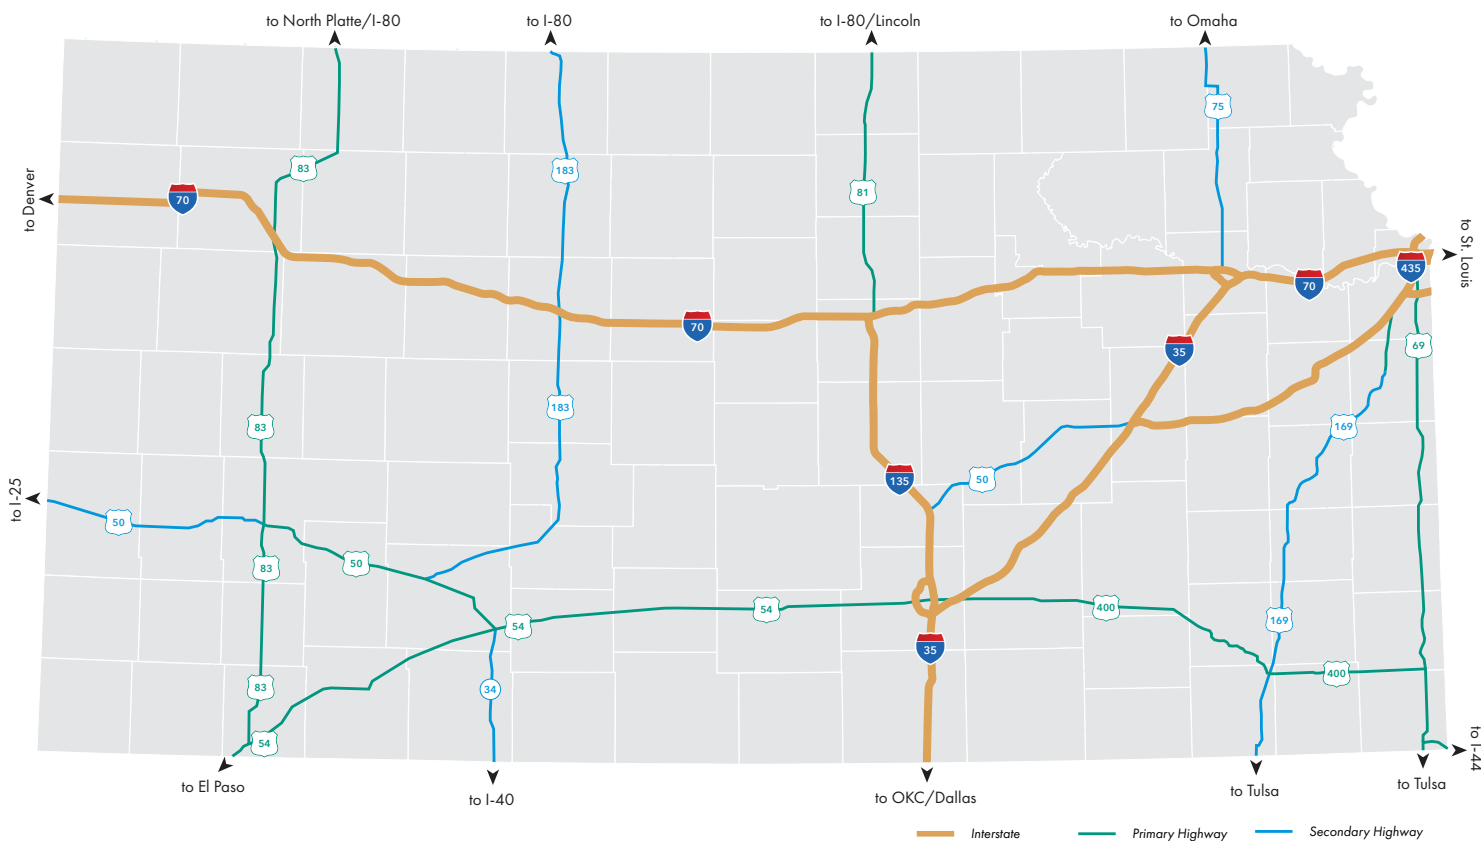 to North Platte/I-80
to I-80
to I-80/Lincoln
to Omaha
75
83
183
to Denver
70
81
to St. Louis
435
70
70
69
35
183
83
169
135
50
to I-25
50
50
83
54
400
54
169
35
400
83
34
54
to I-44
to El Paso
to I-40
to OKC/Dallas
to Tulsa
to Tulsa
Interstate
Primary Highway
Secondary Highway